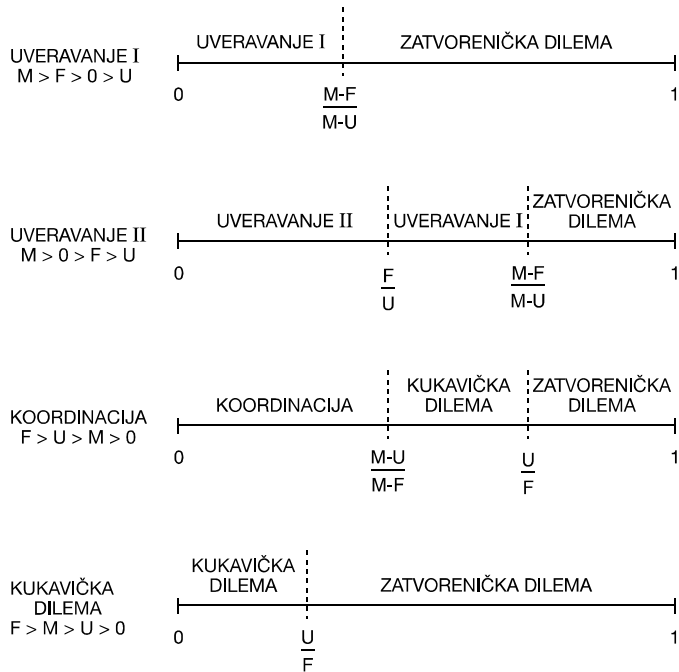 UVERAVANJE I
M > F > 0 > U
UVERAVANJE I
ZATVORENIČKA DILEMA
0
M-F
M-U
1
UVERAVANJE II
M > 0 > F > U
UVERAVANJE II
UVERAVANJE I
ZATVORENIČKA
DILEMA
0
F
U
M-F
M-U
1
KOORDINACIJA
F > U > M > 0
KOORDINACIJA
KUKAVIČKA
DILEMA
ZATVORENIČKA
DILEMA
0
M-U
M-F
U
F
1
KUKAVIČKA
DILEMA
F > M > U > 0
KUKAVIČKA
DILEMA
ZATVORENIČKA DILEMA
0
U
F
1